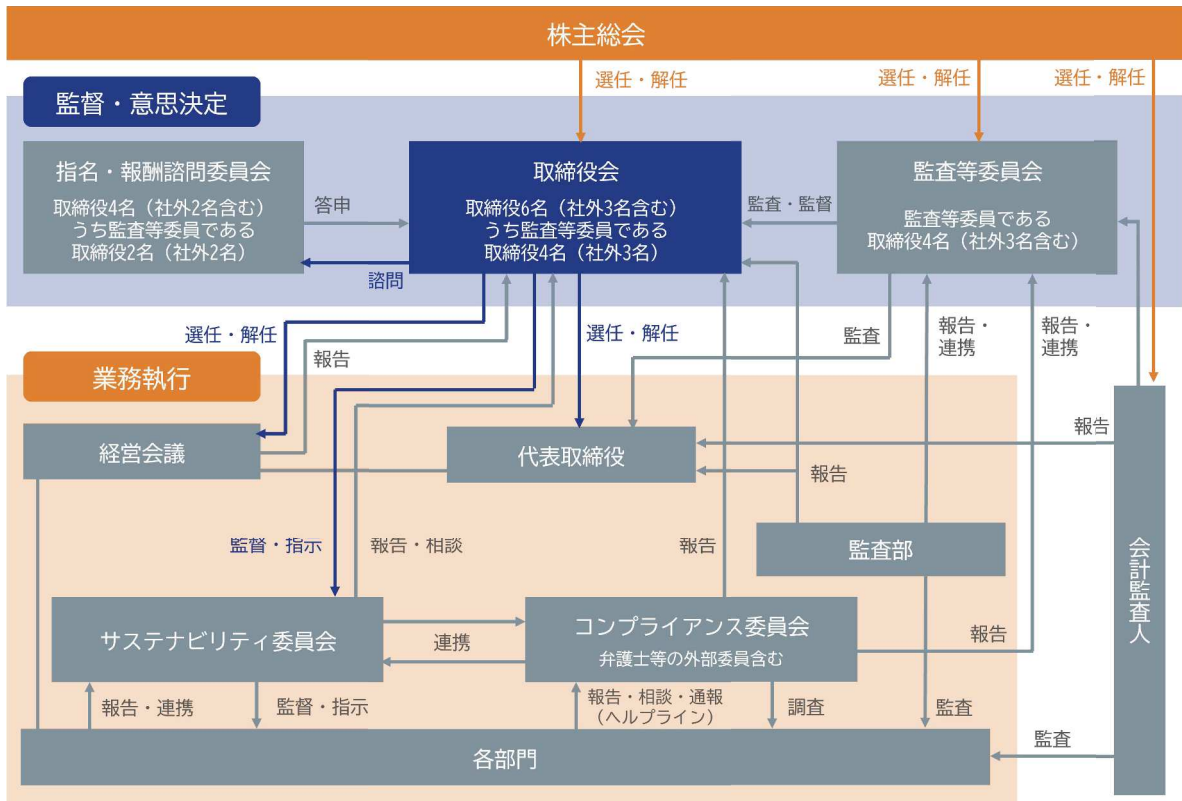 株主総会
選任・解任
選任・解任
選任・解任
監督・意思決定
指名・報酬諮問委員会
取締役4名（社外2名含む）
うち監査等委員である
取締役2名（社外2名）
答申
諮問
取締役会
取締役6名（社外3名含む）
うち監査等委員である
取締役4名（社外3名）
監査・監督
監査等委員会
監査等委員である
取締役4名（社外3名含む）
選任・解任
報告
選任・解任
監査
報告・
連携
報告・
連携
業務執行
経営会議
代表取締役
報告
報告
監督・指示
報告・相談
報告
監査部
会計監査人
サステナビリティ委員会
連携
コンプライアンス委員会
弁護士等の外部委員含む
報告
報告・連携
監督・指示
報告・相談・通報
（ヘルプライン）
調査
監査
各部門
監査